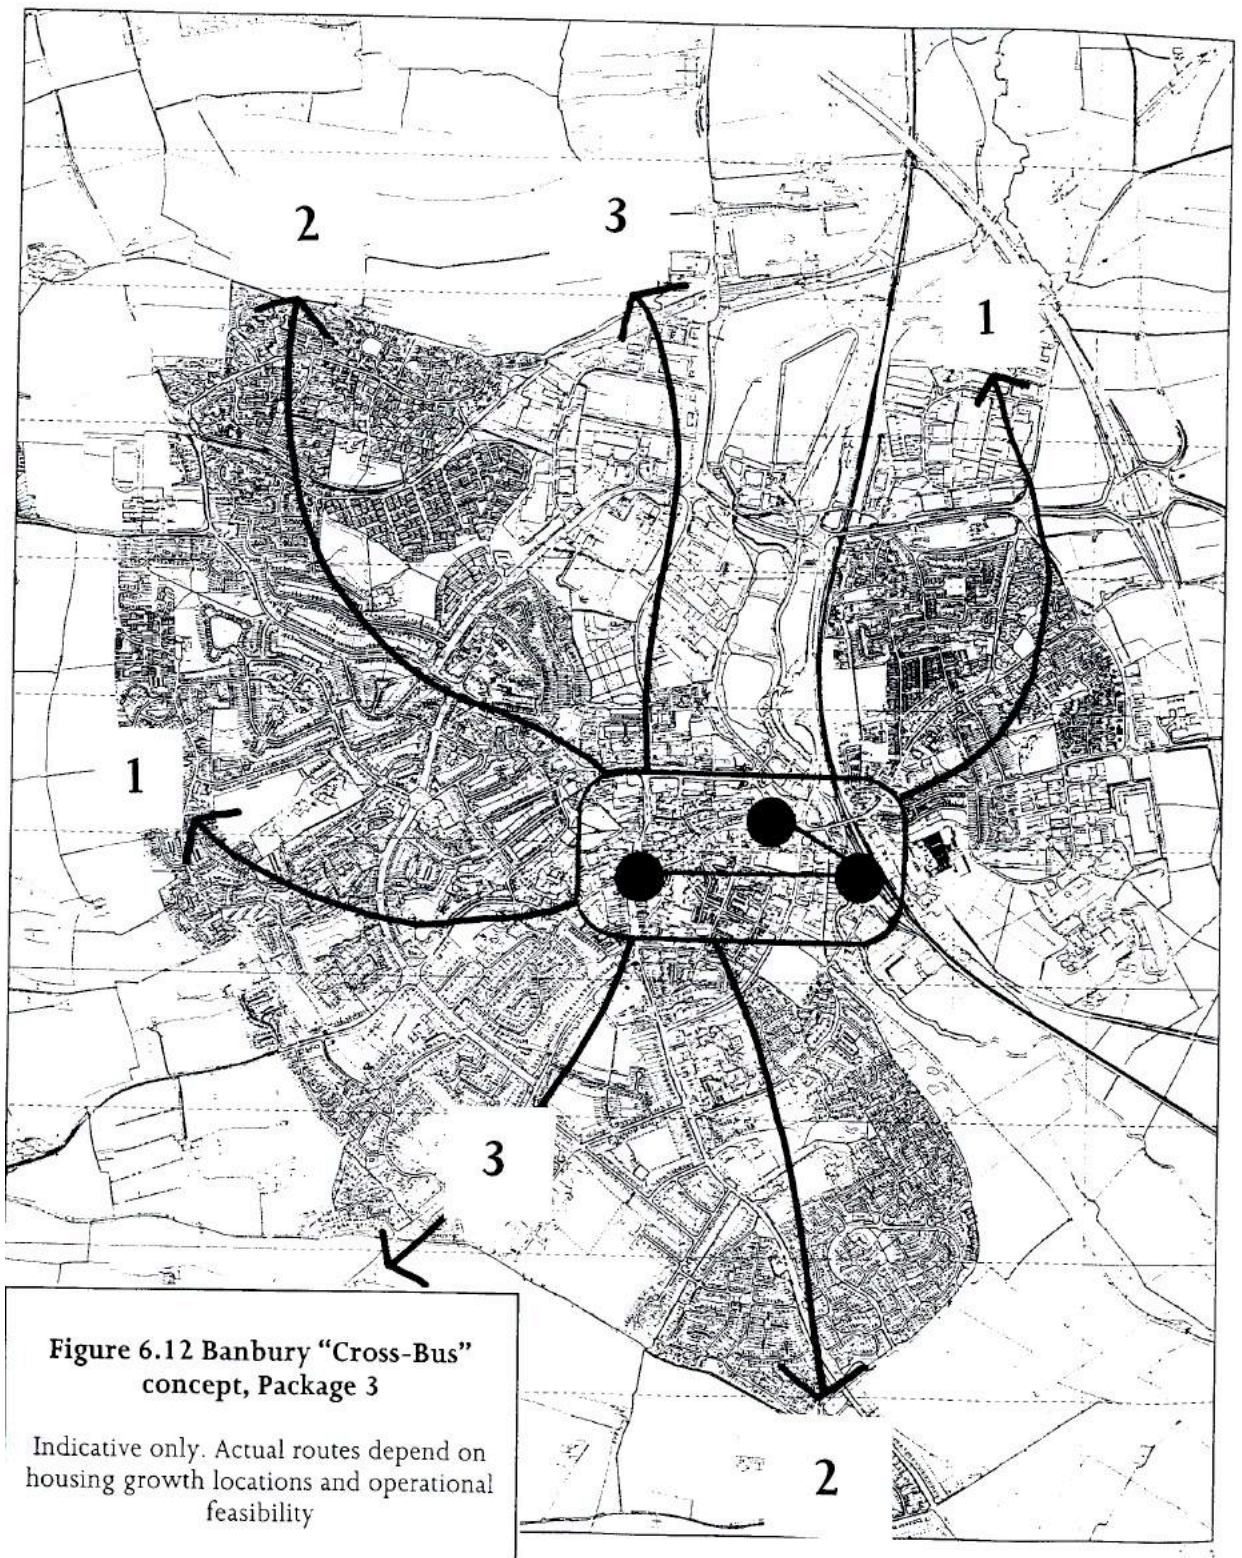 2
3
1
1
3
2
Figure 6.12 Banbury “Cross-Bus”
concept, Package 3
Indicative only. Actual routes depend on
housing growth locations and operational
feasibility